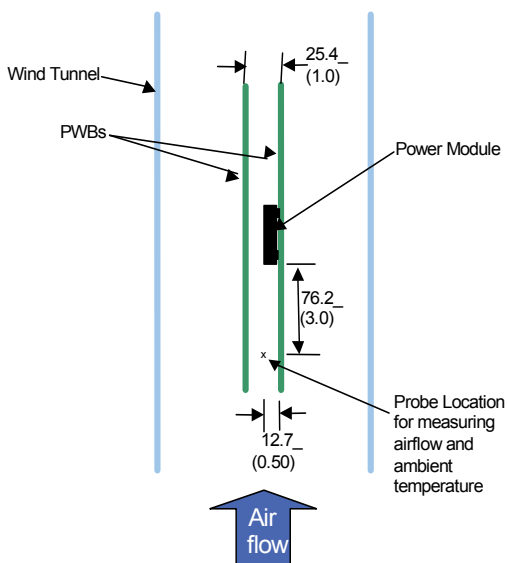 25.4_
(1.0)
Wind Tunnel
PWBs
Power Module
76.2_
(3.0)
x
Probe Location
for measuring
airflow and
ambient
temperature
12.7_
(0.50)
Air
flow